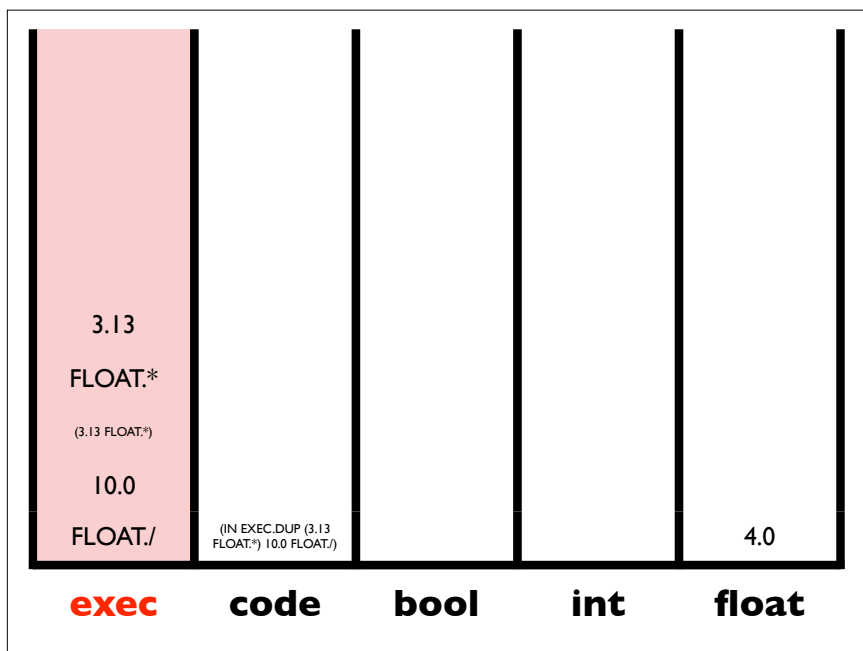 3.13
FLOAT.*
(3.13 FLOAT.*)
10.0
FLOAT./
(IN EXEC.DUP (3.13
FLOAT.*) 10.0 FLOAT./)
4.0
exec
code
bool
int
float